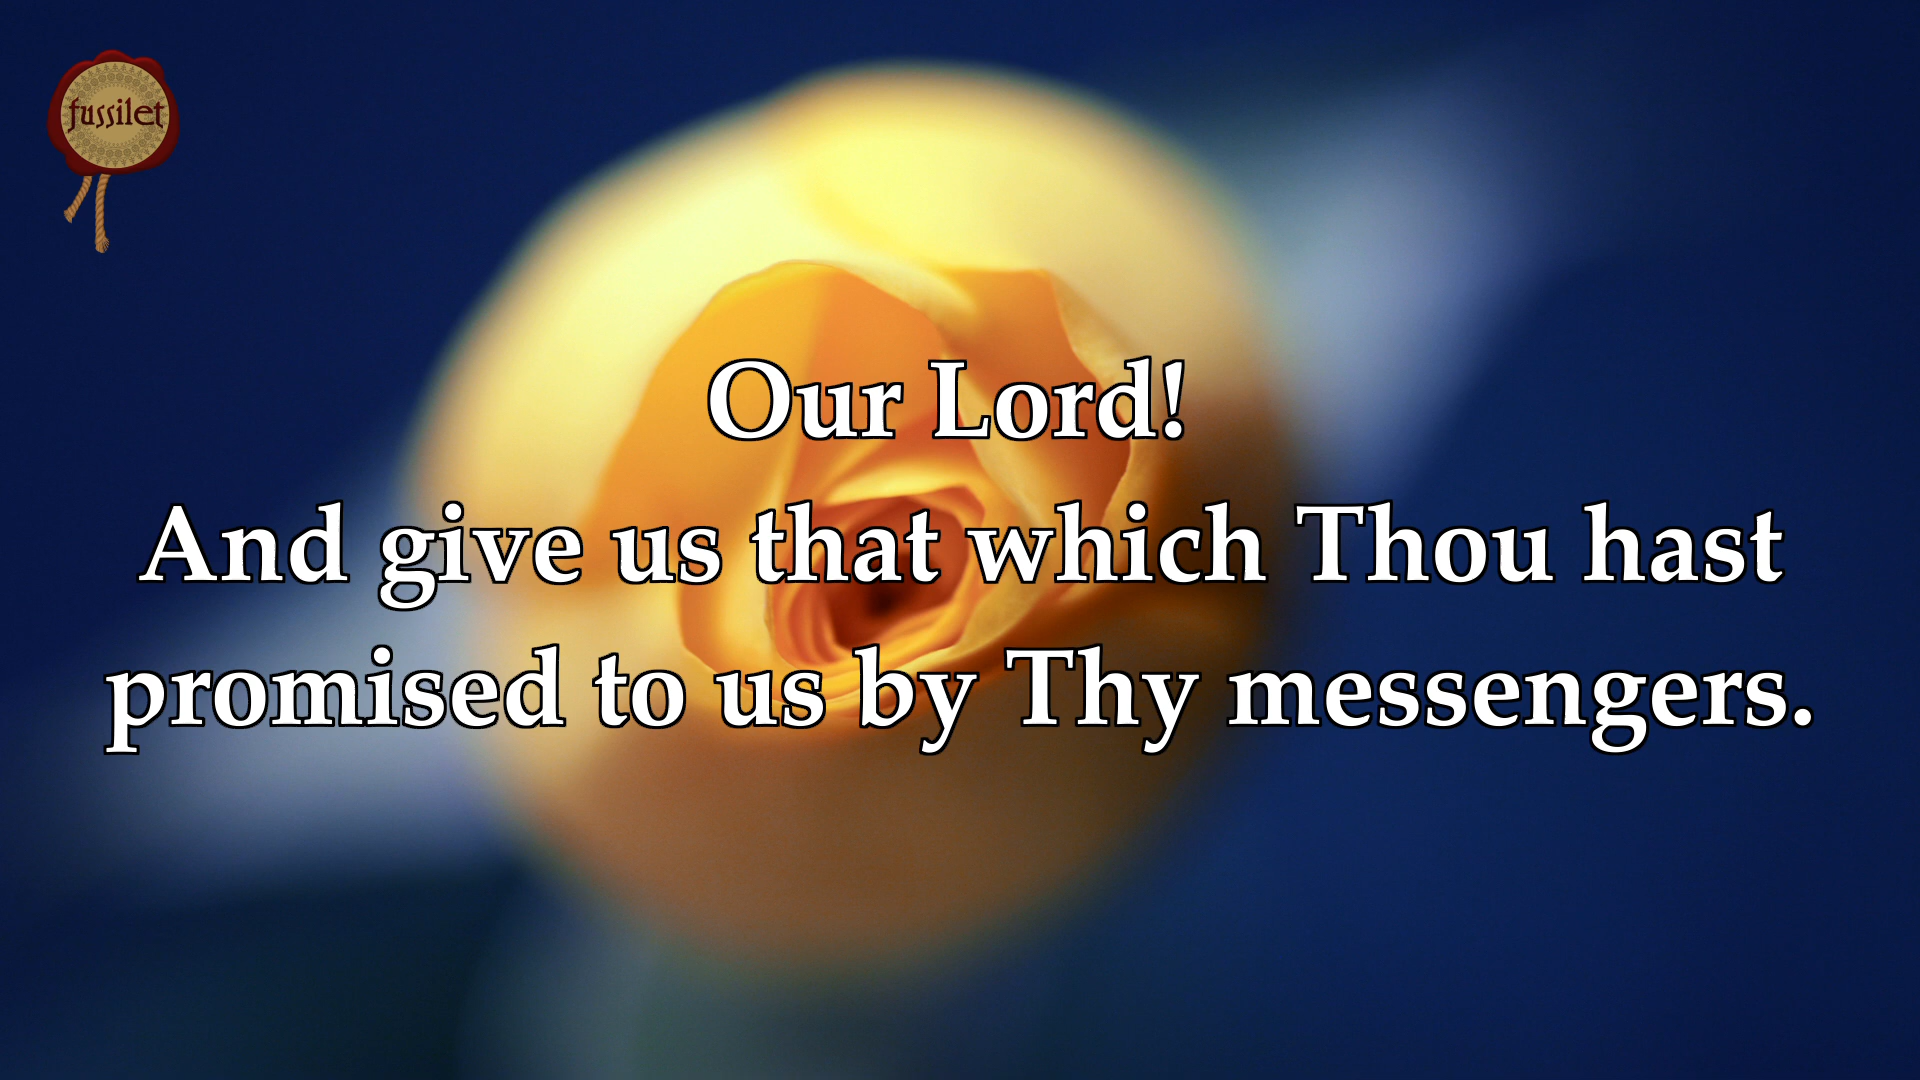 fussilet
Our Lord!
And give us that which Thou hast
promised to us by Thy messengers.